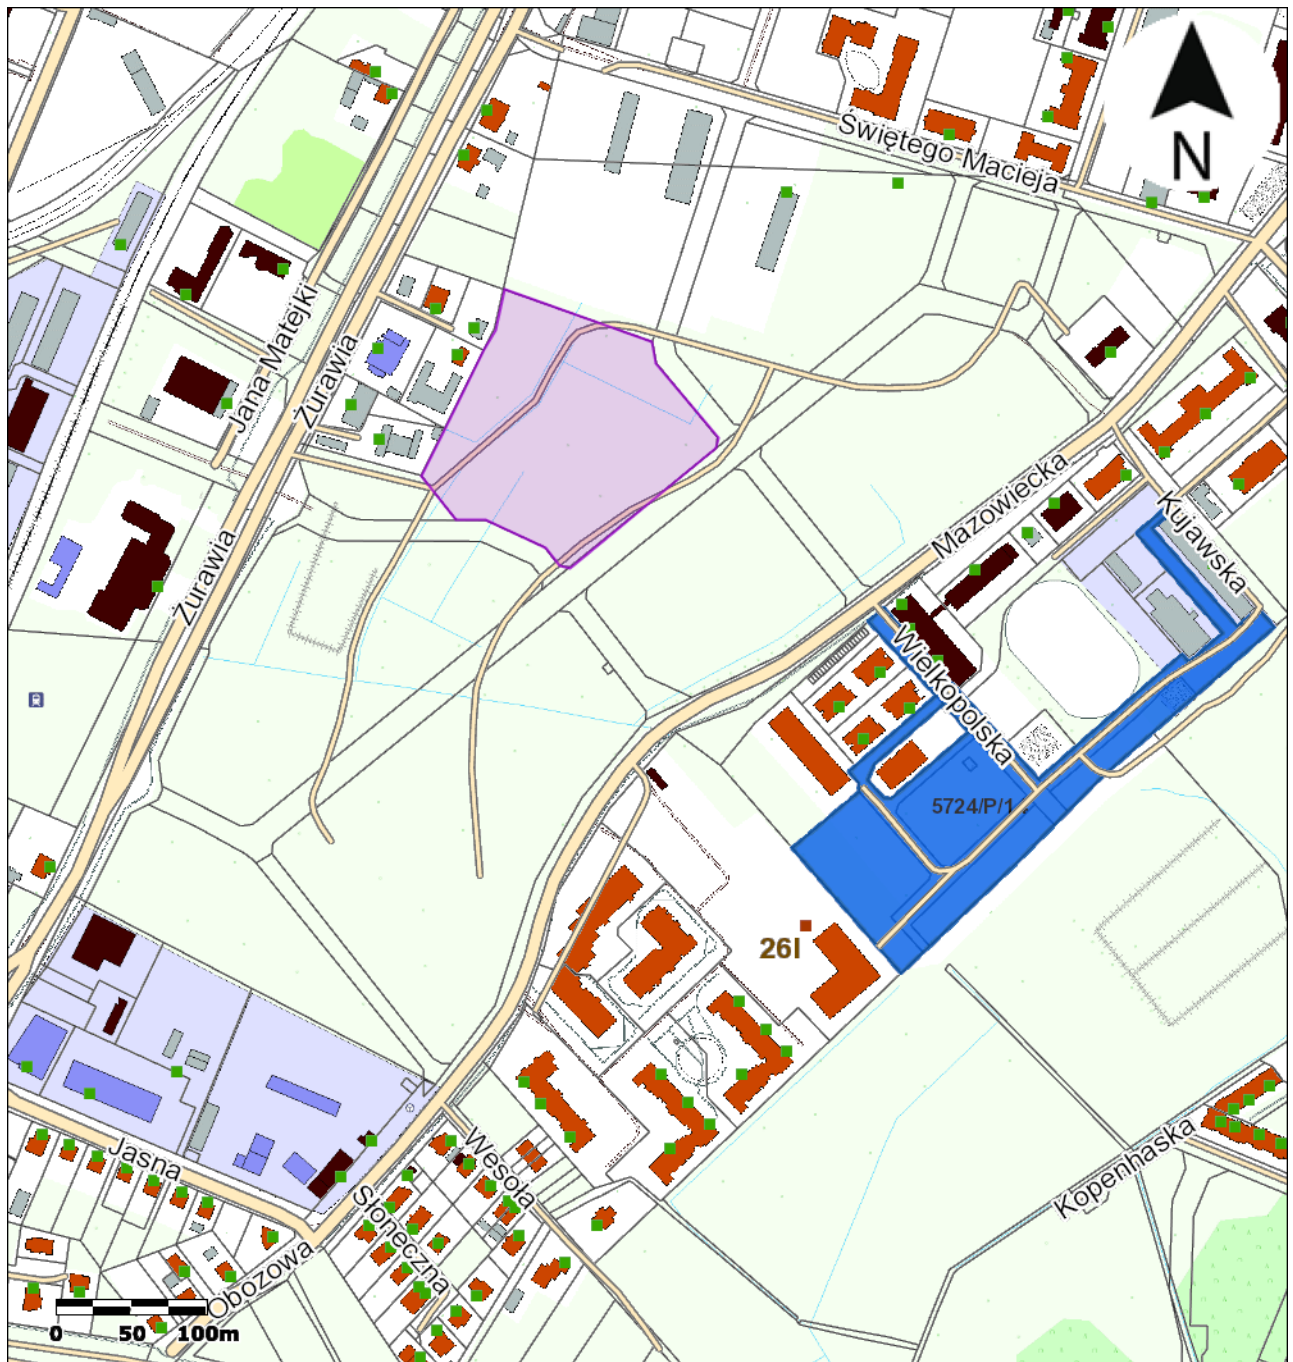 Świętego Macieja
N
Jana Matejki
Żurawia
Mazowiecka
Kujawska
Żurawia
Wielkopolska
5724/P/1
26I
Jasna
Wesoła
Słoneczna
Kopenhaska
Obozowa
0 50 100m